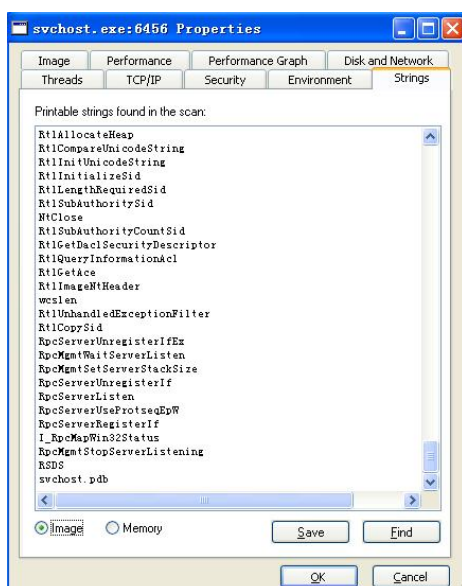 svchost.exe:6456 Properties
Image Performance Performance Graph Disk and Network
Threads TCP/IP Security Environment Strings
Printable strings found in the scan:
RtlAllocateHeap
RtlCompareUnicodeString
RtlInitUnicodeString
RtlInitializeSid
RtlLengthRequiredSid
RtlSubAuthoritySid
NtClose
RtlSubAuthorityCountSid
RtlGetDaclSecurityDescriptor
RtlQueryInformationAcl
RtlGetAce
RtlImageNtHeader
wcslen
RtlUnhandledExceptionFilter
RtlCopySid
RpcServerUnregisterIfEx
RpcMgmtWaitServerListen
RpcMgmtSetServerStackSize
RpcServerUnregisterIf
RpcServerListen
RpcServerUseProtseqEpW
RpcServerRegisterIf
I_RpcMapWin32Status
RpcMgmtStopServerListening
RSDS
svchost.pdb
Image Memory Save Find
OK Cancel